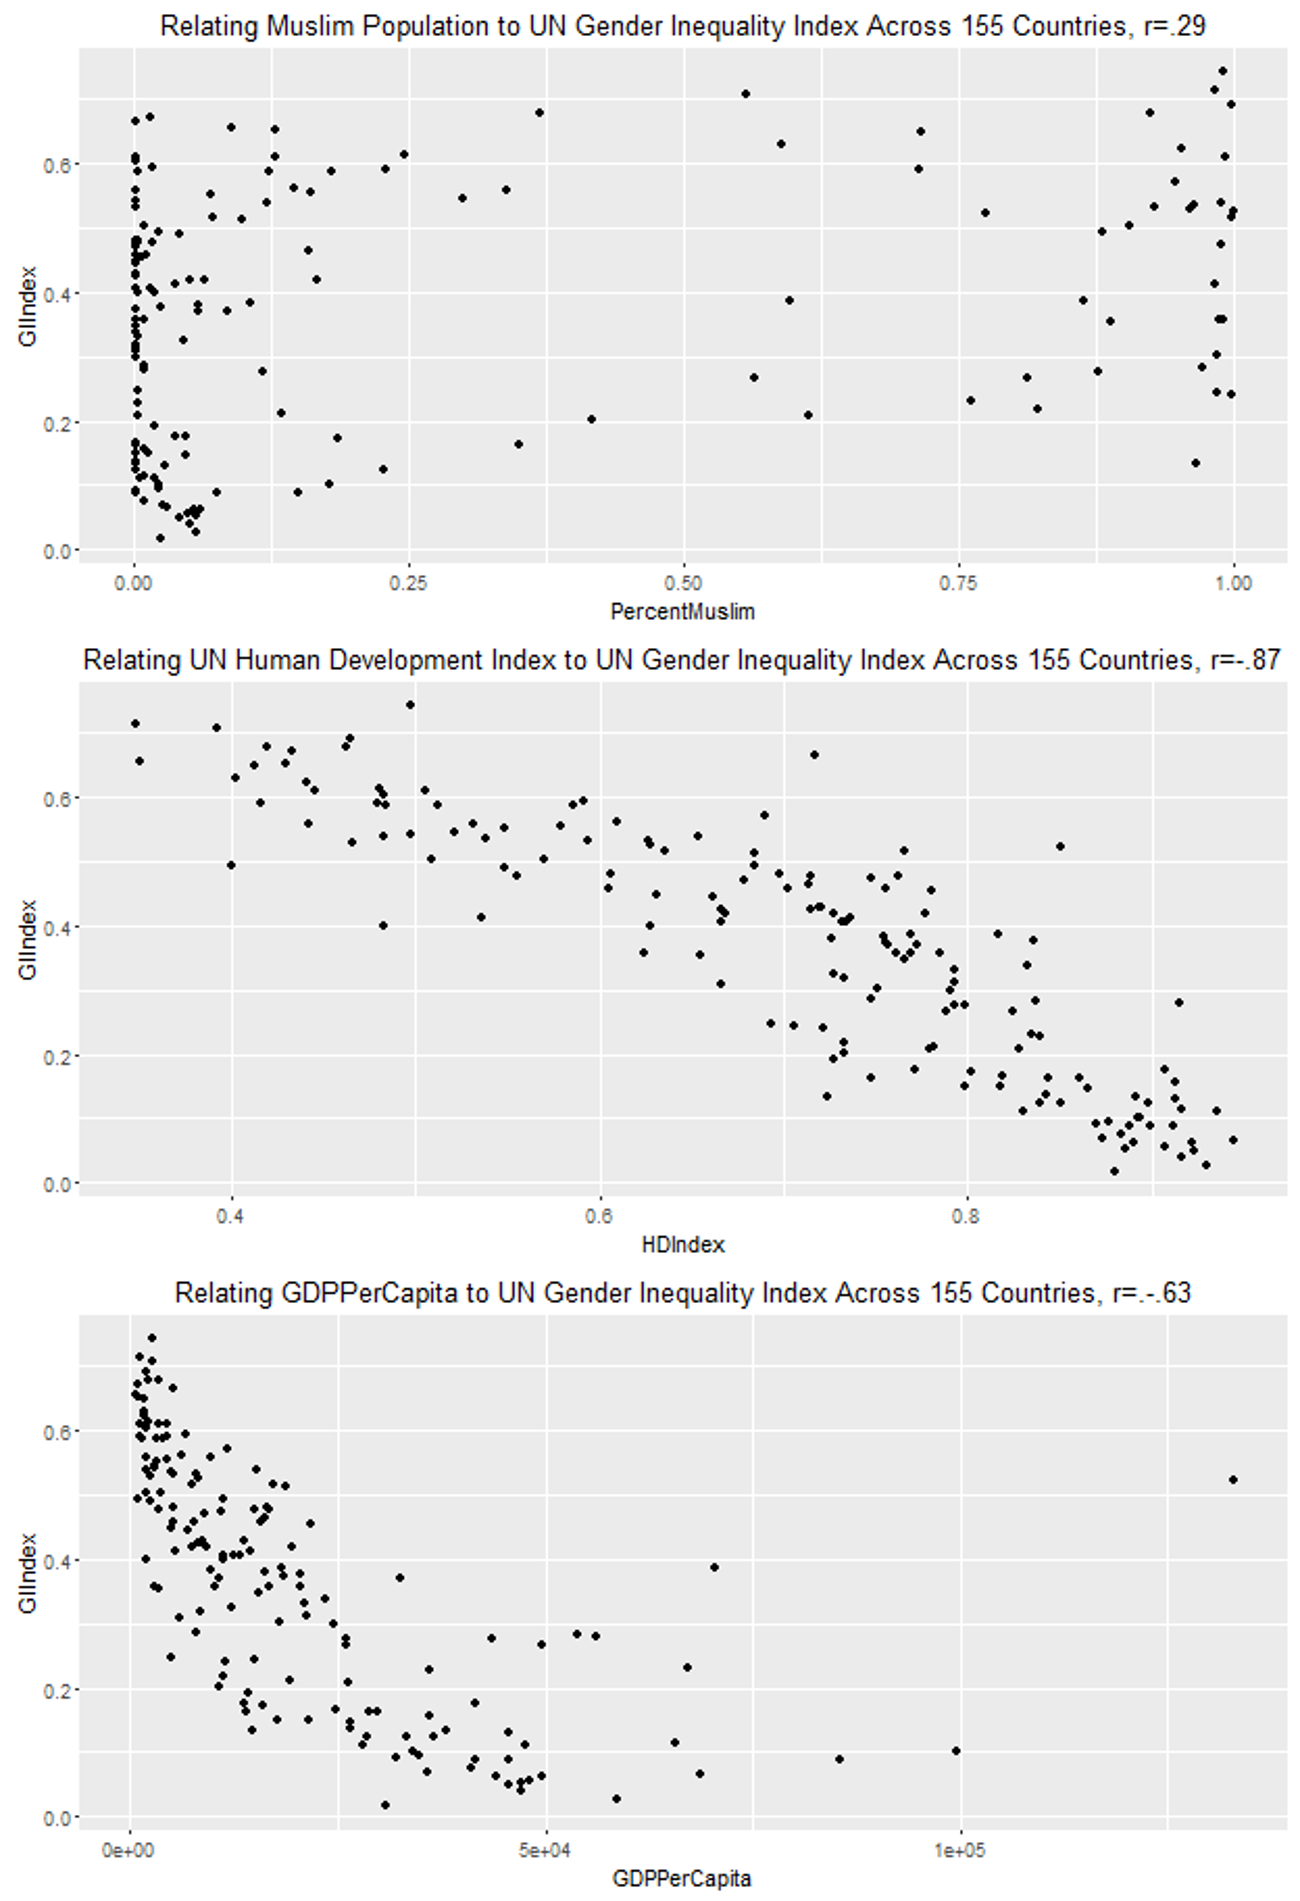 Relating Muslim Population to UN Gender Inequality Index Across 155 Countries, r=.29
GIIndex
0.6
0.4
0.2
0.0
0.00 0.25 0.50 0.75 1.00
PercentMuslim
Relating UN Human Development Index to UN Gender Inequality Index Across 155 Countries, r=-.87
GIIndex
0.6
0.4
0.2
0.0
0.4 0.6 0.8
HDIndex
Relating GDPPerCapita to UN Gender Inequality Index Across 155 Countries, r=.-.63
GIIndex
0.6
0.4
0.2
0.0
0e+00 5e+04 1e+05
GDPPerCapita